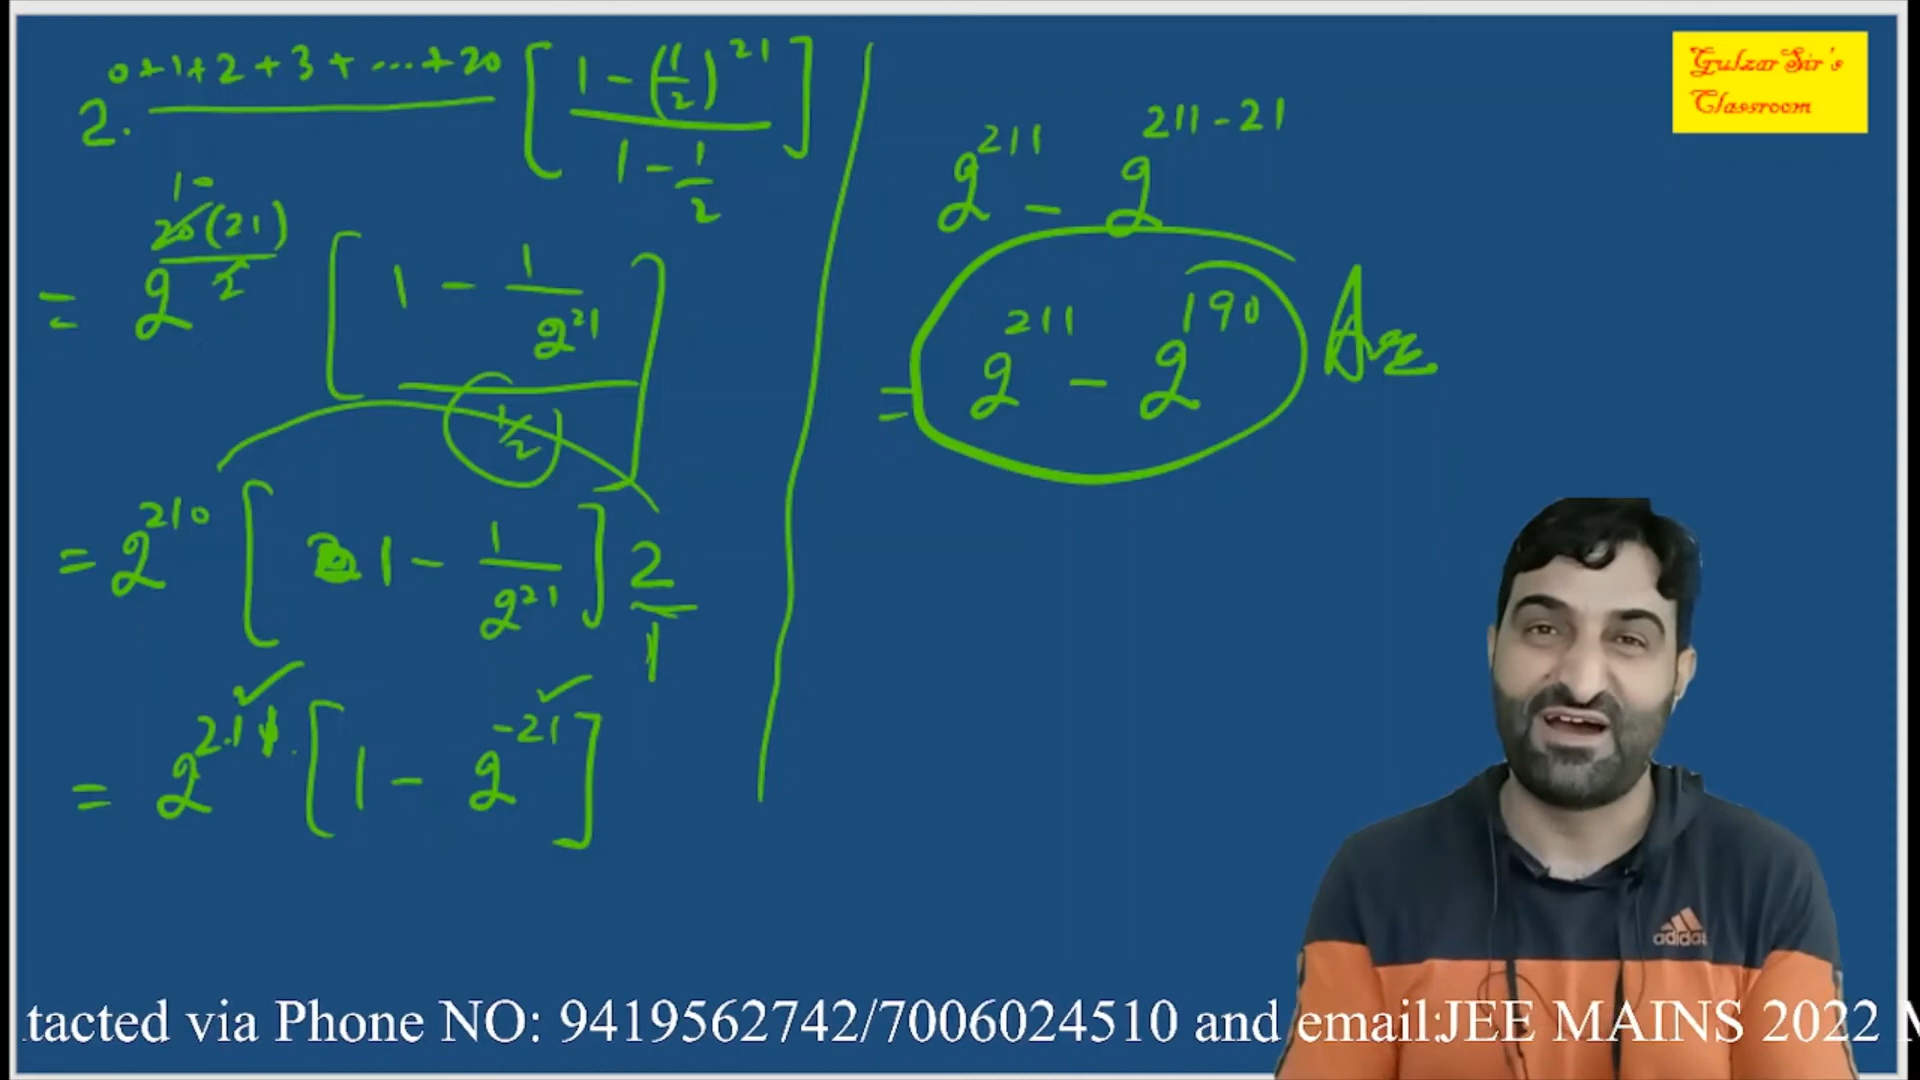 2^{0+1+2+3+....+20} [ (1-(1/2)^{21}) / (1-1/2) ]
= 2^{20(21)/2} [ (1 - 1/2^{21}) / (1/2) ]
10
= 2^{210} [ 1 - 1/2^{21} ] 2/1
= 2^{211} [ 1 - 2^{-21} ]
2^{211} - 2^{211-21}
= 2^{211} - 2^{190} Ans
Gulzar Sir's
Classroom
tacted via Phone NO: 9419562742/7006024510 and email:JEE MAINS 2022 M